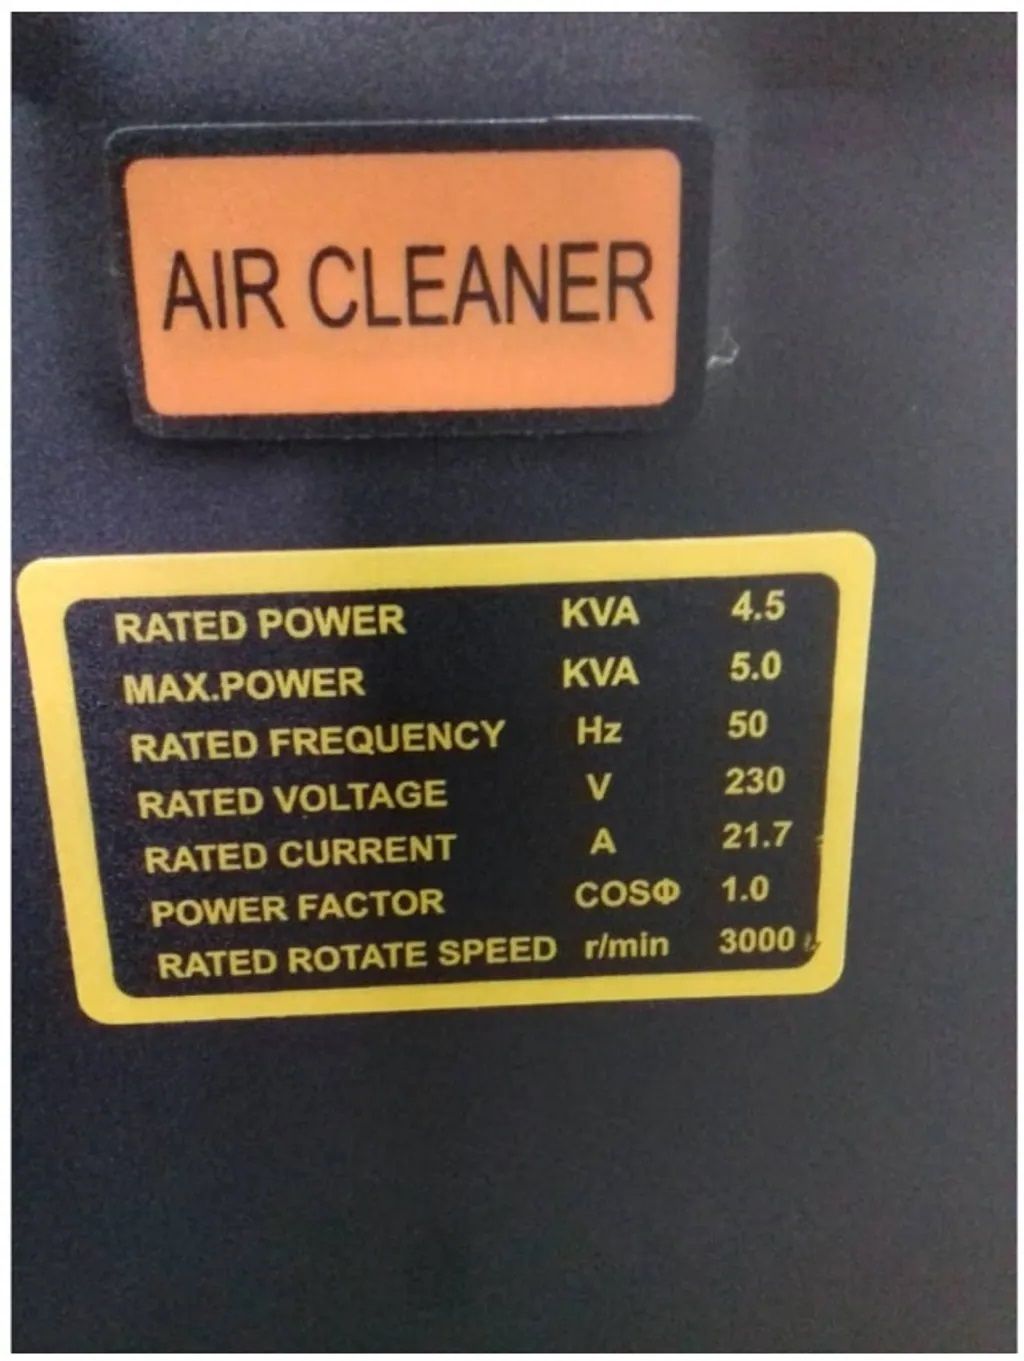 AIR CLEANER
RATED POWER KVA 4.5
MAX.POWER KVA 5.0
RATED FREQUENCY Hz 50
RATED VOLTAGE V 230
RATED CURRENT A 21.7
POWER FACTOR COSΦ 1.0
RATED ROTATE SPEED r/min 3000